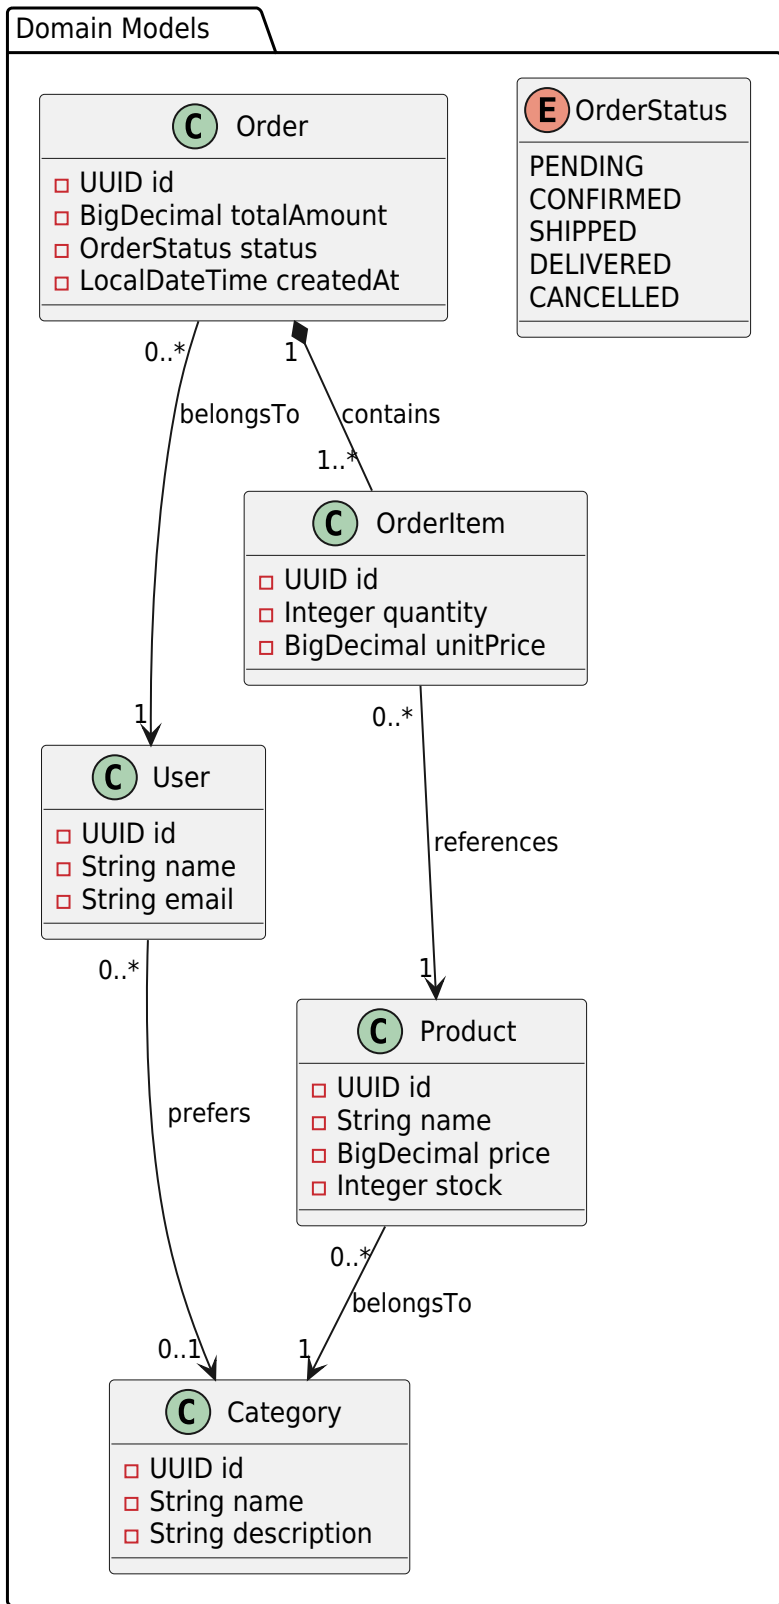 Domain Models
C Order
UUID id
BigDecimal totalAmount
OrderStatus status
LocalDateTime createdAt
E OrderStatus
PENDING
CONFIRMED
SHIPPED
DELIVERED
CANCELLED
0..*
1
belongsTo
contains
1..*
C OrderItem
UUID id
Integer quantity
BigDecimal unitPrice
1
0..*
C User
UUID id
String name
String email
references
0..*
1
C Product
UUID id
String name
BigDecimal price
Integer stock
prefers
0..*
belongsTo
0..1
1
C Category
UUID id
String name
String description